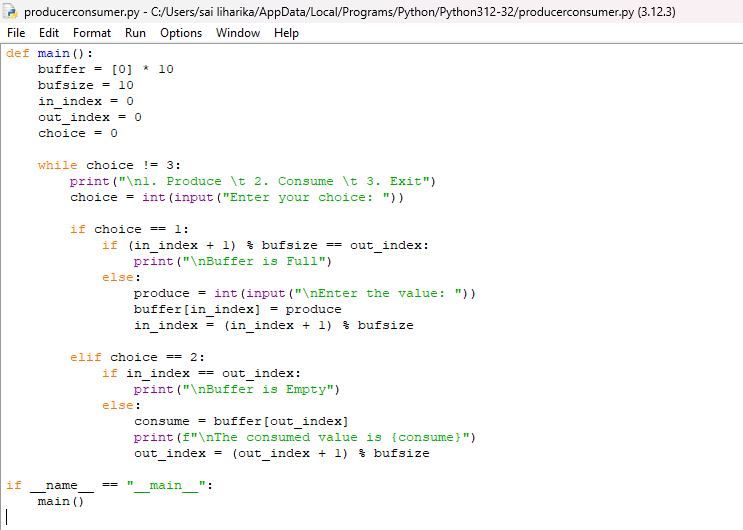 producerconsumer.py - C:/Users/sai liharika/AppData/Local/Programs/Python/Python312-32/producerconsumer.py (3.12.3)
File Edit Format Run Options Window Help
def main():
    buffer = [0] * 10
    bufsize = 10
    in_index = 0
    out_index = 0
    choice = 0

    while choice != 3:
        print("\n1. Produce \t 2. Consume \t 3. Exit")
        choice = int(input("Enter your choice: "))

        if choice == 1:
            if (in_index + 1) % bufsize == out_index:
                print("\nBuffer is Full")
            else:
                produce = int(input("\nEnter the value: "))
                buffer[in_index] = produce
                in_index = (in_index + 1) % bufsize

        elif choice == 2:
            if in_index == out_index:
                print("\nBuffer is Empty")
            else:
                consume = buffer[out_index]
                print(f"\nThe consumed value is {consume}")
                out_index = (out_index + 1) % bufsize

if __name__ == "__main__":
    main()